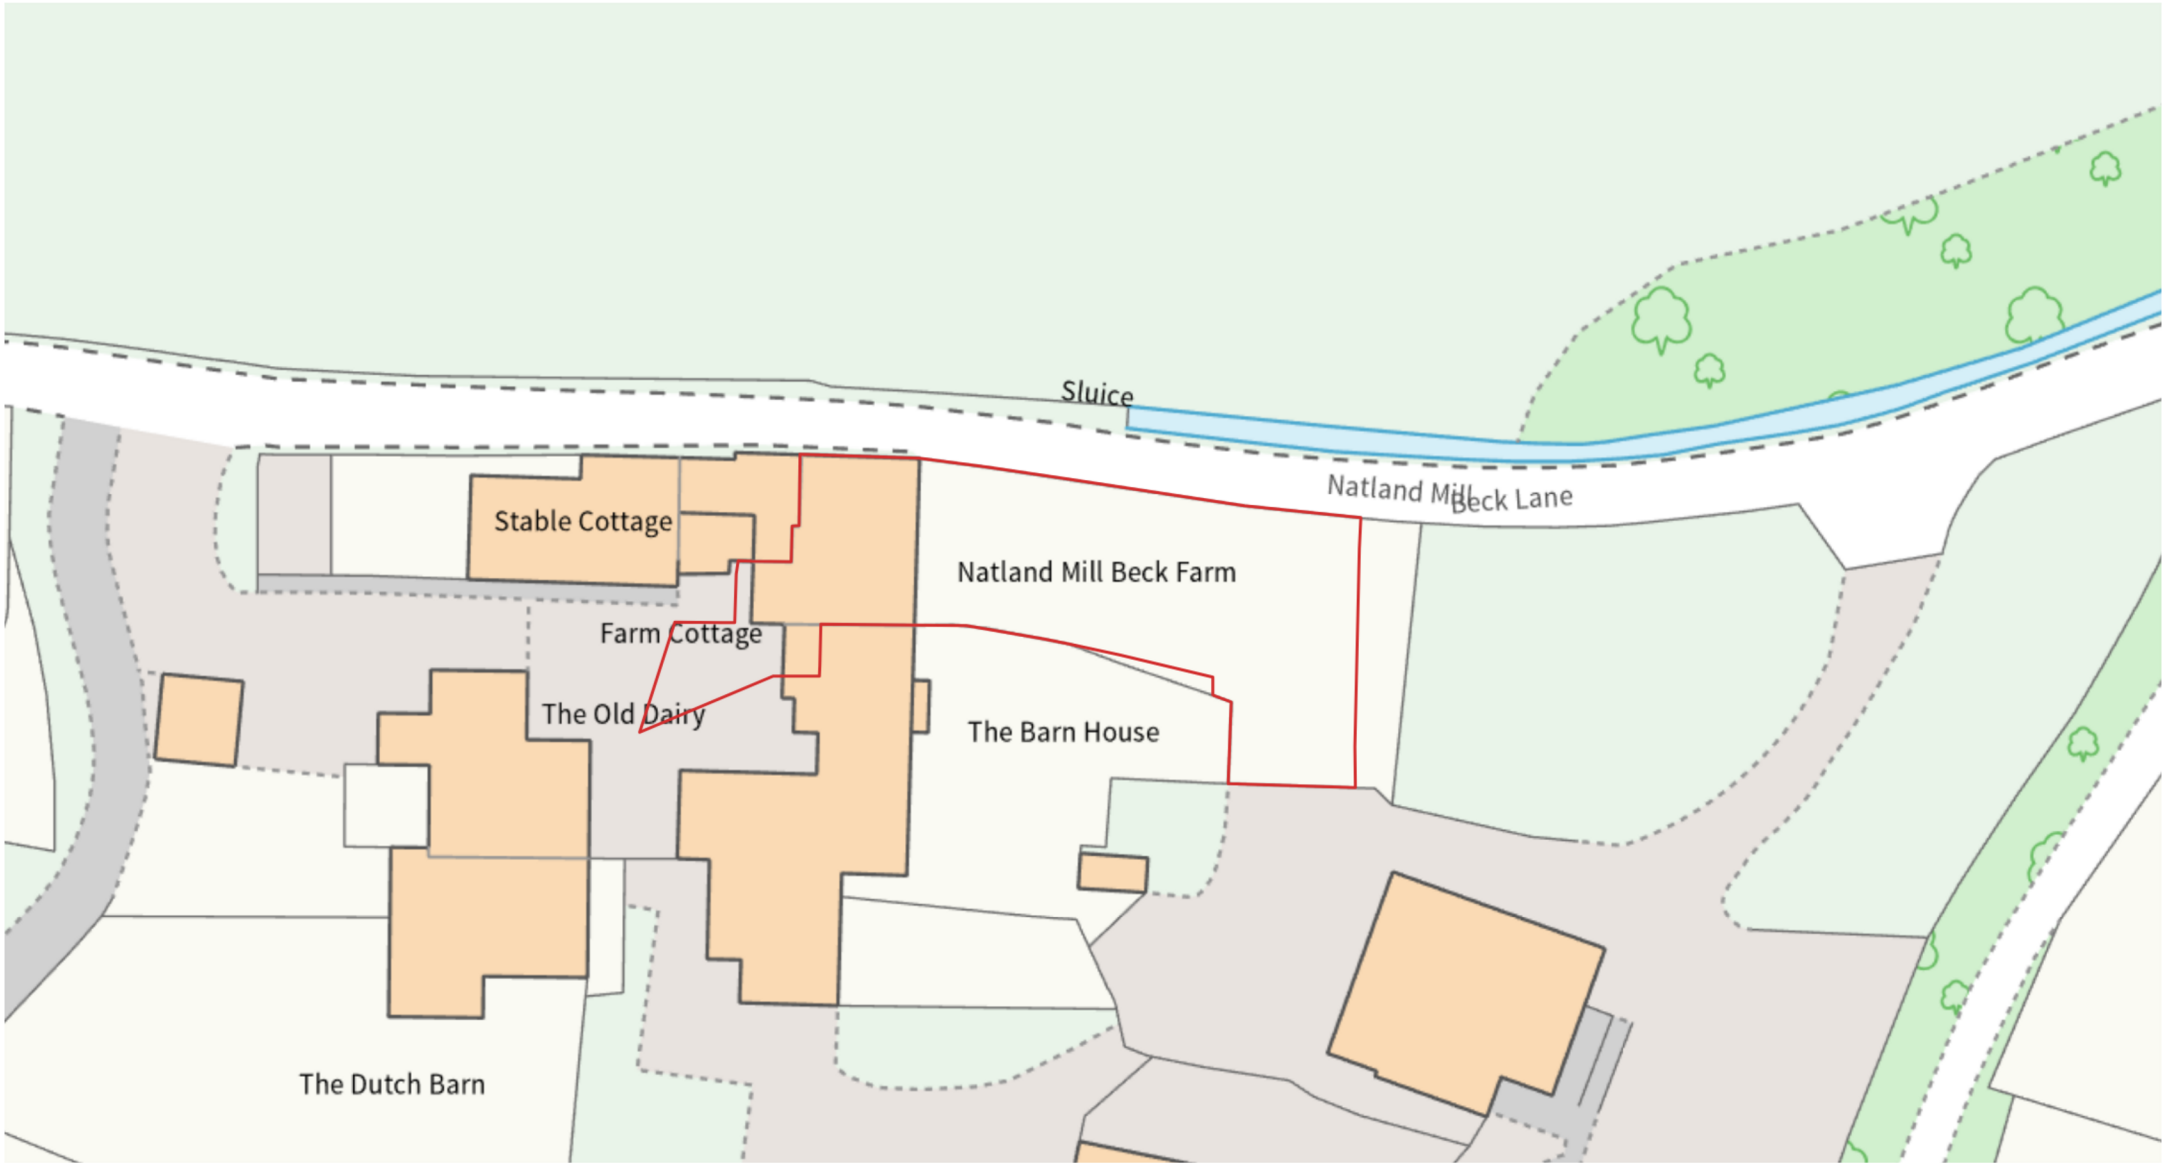 Sluice
Natland Mill
Beck Lane
Stable Cottage
Natland Mill Beck Farm
Farm Cottage
The Old Dairy
The Barn House
The Dutch Barn